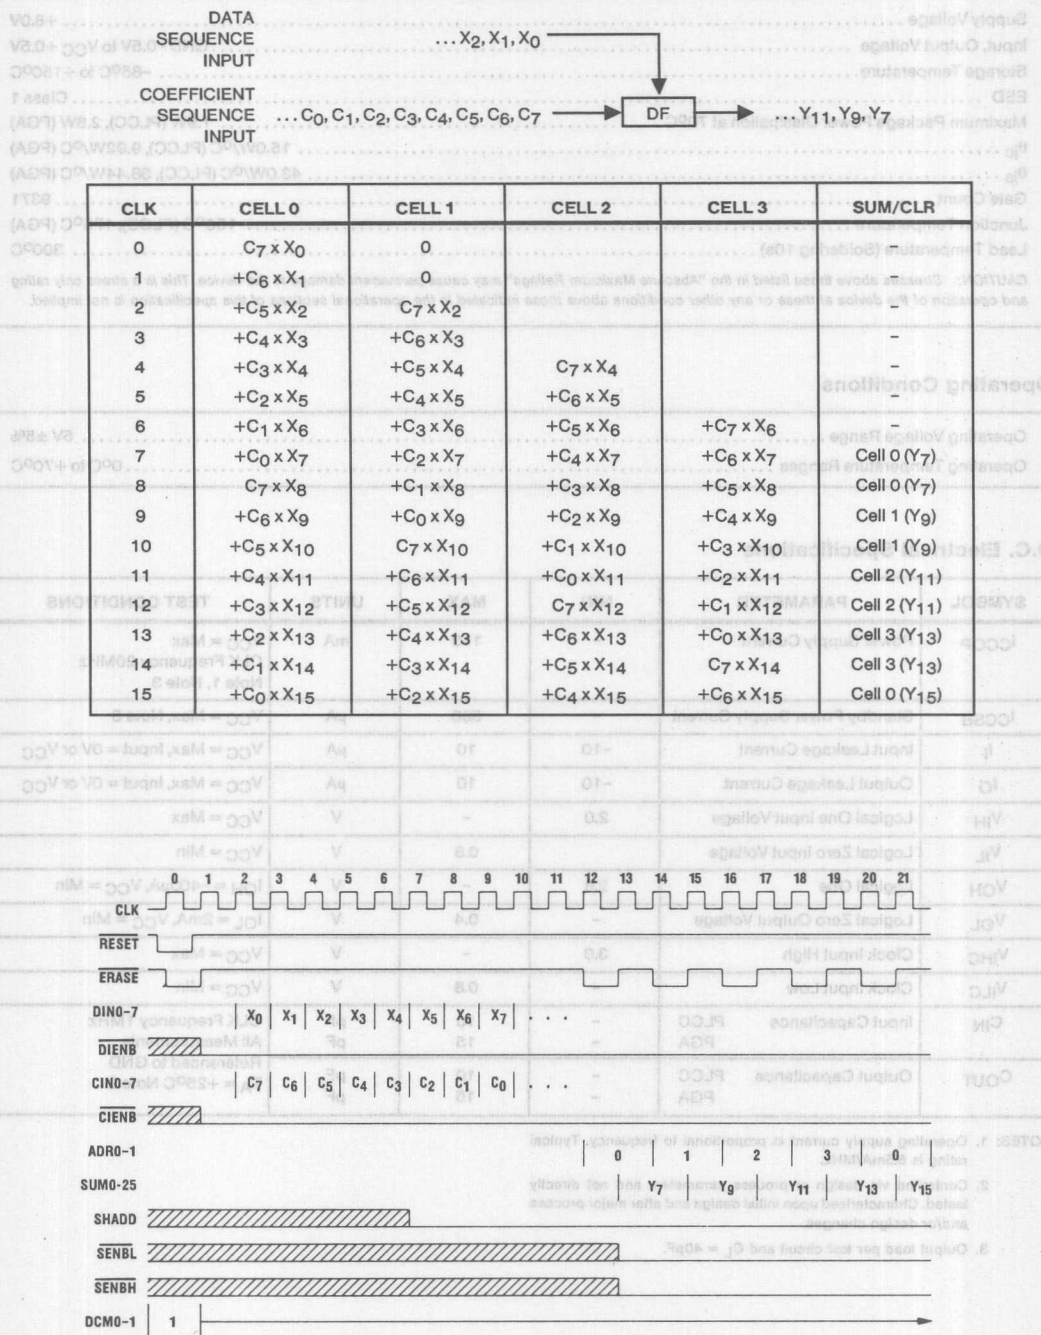 DATA
SEQUENCE
INPUT
...X2, X1, X0
COEFFICIENT
SEQUENCE
INPUT
...C0, C1, C2, C3, C4, C5, C6, C7
DF
...Y11, Y9, Y7
CLK CELL 0 CELL 1 CELL 2 CELL 3 SUM/CLR
0 C7 x X0 0 –
1 +C6 x X1 0 –
2 +C5 x X2 C7 x X2 –
3 +C4 x X3 +C6 x X3 –
4 +C3 x X4 +C5 x X4 C7 x X4 –
5 +C2 x X5 +C4 x X5 +C6 x X5 –
6 +C1 x X6 +C3 x X6 +C5 x X6 +C7 x X6 –
7 +C0 x X7 +C2 x X7 +C4 x X7 +C6 x X7 Cell 0 (Y7)
8 C7 x X8 +C1 x X8 +C3 x X8 +C5 x X8 Cell 0 (Y7)
9 +C6 x X9 +C0 x X9 +C2 x X9 +C4 x X9 Cell 1 (Y9)
10 +C5 x X10 C7 x X10 +C1 x X10 +C3 x X10 Cell 1 (Y9)
11 +C4 x X11 +C6 x X11 +C0 x X11 +C2 x X11 Cell 2 (Y11)
12 +C3 x X12 +C5 x X12 C7 x X12 +C1 x X12 Cell 2 (Y11)
13 +C2 x X13 +C4 x X13 +C6 x X13 +C0 x X13 Cell 3 (Y13)
14 +C1 x X14 +C3 x X14 +C5 x X14 C7 x X14 Cell 3 (Y13)
15 +C0 x X15 +C2 x X15 +C4 x X15 +C6 x X15 Cell 0 (Y15)
0 1 2 3 4 5 6 7 8 9 10 11 12 13 14 15 16 17 18 19 20 21
CLK
RESET
ERASE
DIN0-7 X0 X1 X2 X3 X4 X5 X6 X7 . . .
DIENB
CIN0-7 C7 C6 C5 C4 C3 C2 C1 C0 . . .
CIENB
ADR0-1 0 1 2 3 0
SUM0-25 Y7 Y9 Y11 Y13 Y15
SHADD
SENBL
SENBH
DCM0-1 1